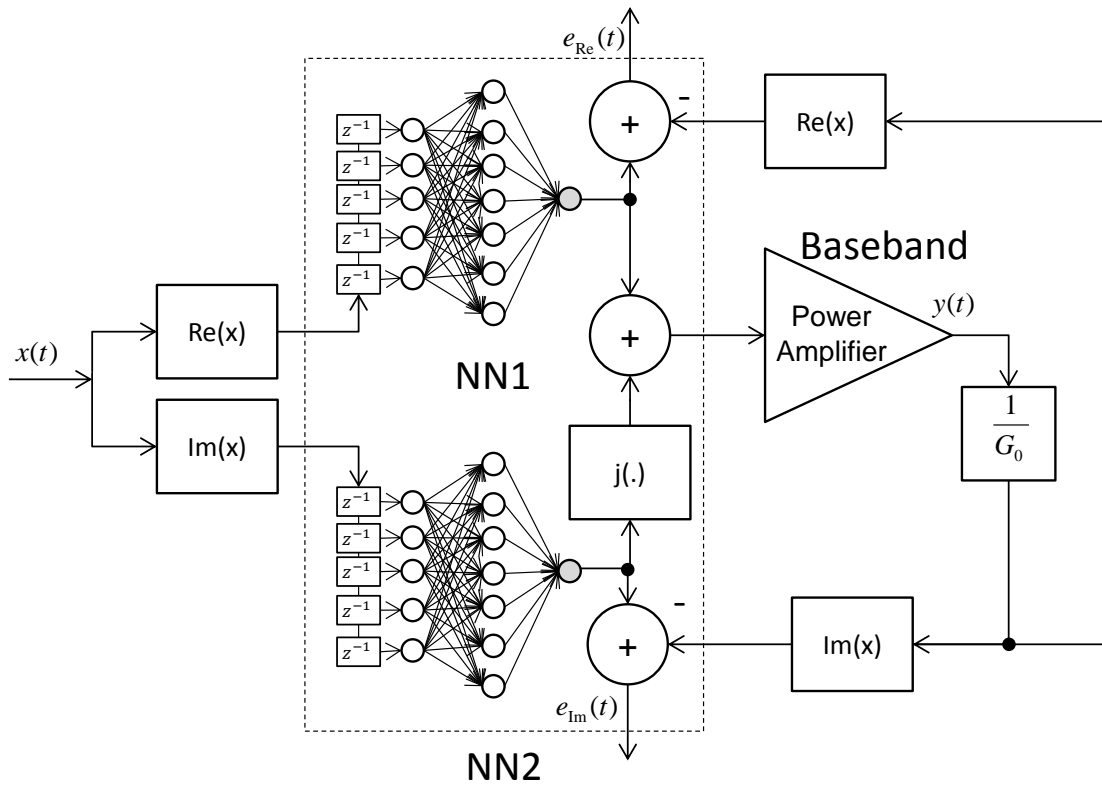 e_Re(t)
-
+
Re(x)
z⁻¹
z⁻¹
z⁻¹
z⁻¹
z⁻¹
Baseband
x(t)
Re(x)
+
Power
Amplifier
y(t)
NN1
1
G₀
Im(x)
j(.)
z⁻¹
z⁻¹
z⁻¹
z⁻¹
z⁻¹
-
+
Im(x)
e_Im(t)
NN2